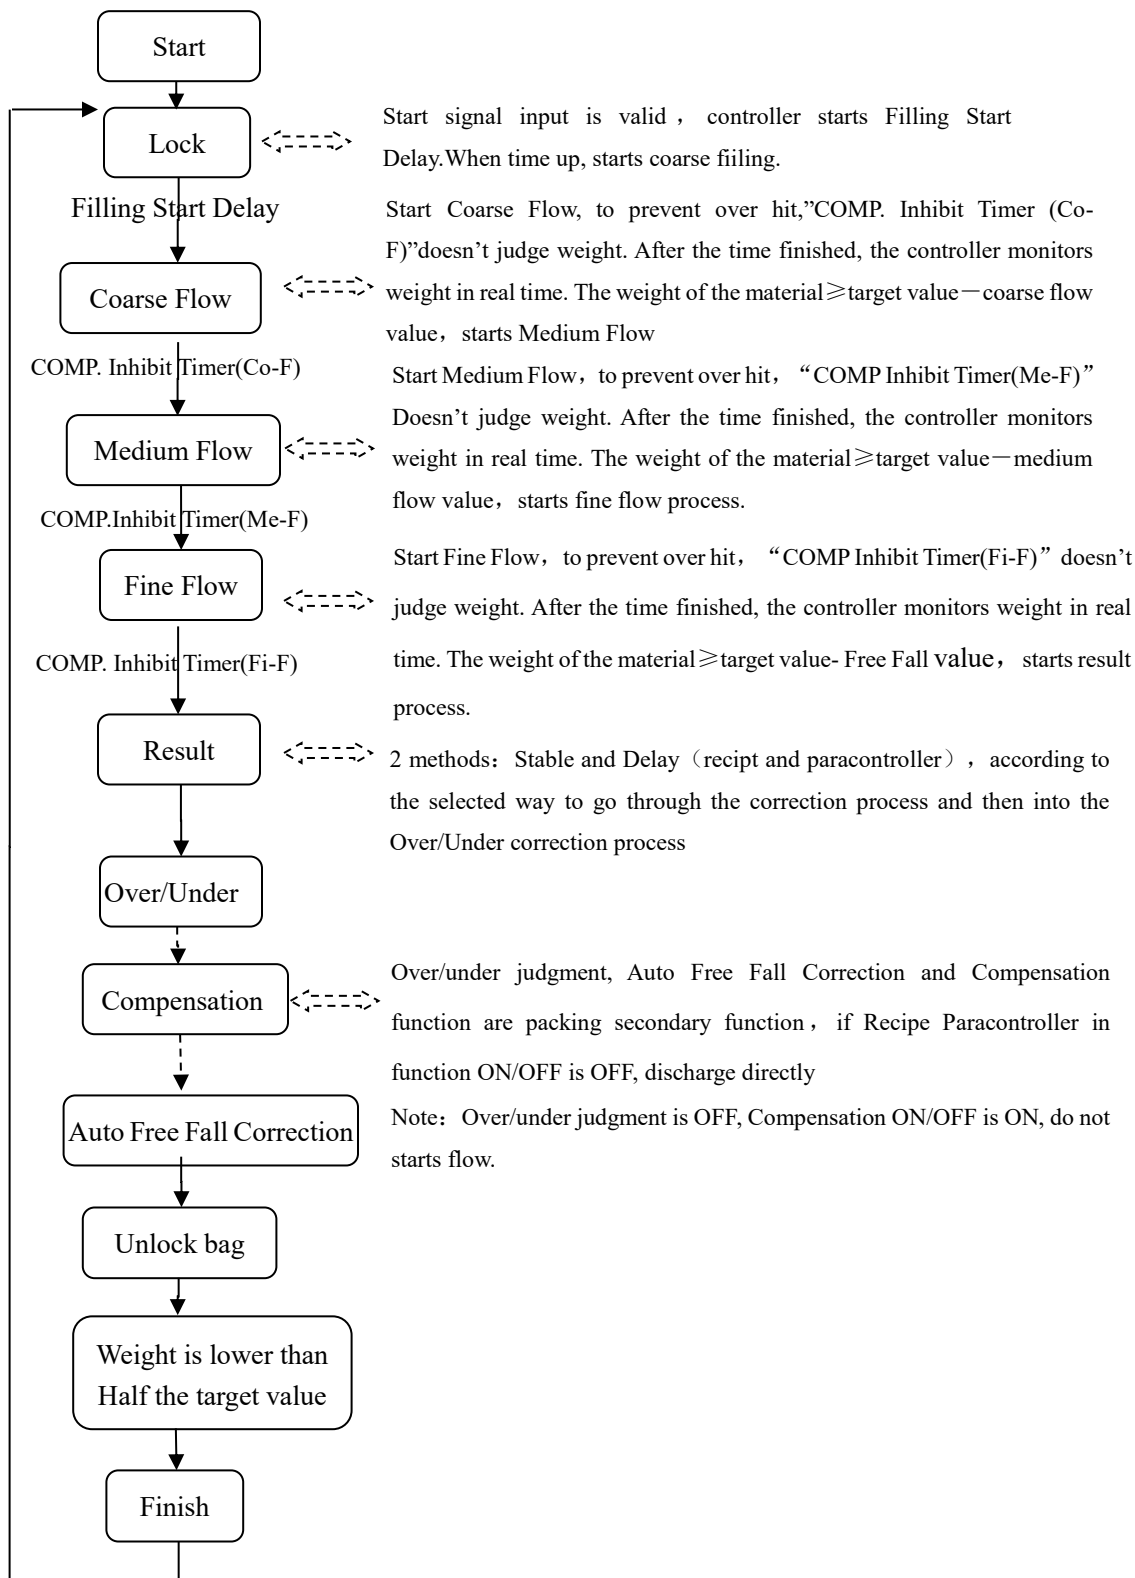 Start
Lock
Start signal input is valid， controller starts Filling Start
Delay.When time up, starts coarse fiiling.
Filling Start Delay
Start Coarse Flow, to prevent over hit,”COMP. Inhibit Timer (Co-
F)”doesn’t judge weight. After the time finished, the controller monitors
weight in real time. The weight of the material≥target value－coarse flow
value，starts Medium Flow
Coarse Flow
COMP. Inhibit Timer(Co-F)
Start Medium Flow，to prevent over hit，“COMP Inhibit Timer(Me-F)”
Doesn’t judge weight. After the time finished, the controller monitors
weight in real time. The weight of the material≥target value－medium
flow value，starts fine flow process.
Medium Flow
COMP.Inhibit Timer(Me-F)
Start Fine Flow，to prevent over hit，“COMP Inhibit Timer(Fi-F)”doesn’t
judge weight. After the time finished, the controller monitors weight in real
time. The weight of the material≥target value- Free Fall value，starts result
process.
Fine Flow
COMP. Inhibit Timer(Fi-F)
Result
2 methods：Stable and Delay（recipt and paracontroller），according to
the selected way to go through the correction process and then into the
Over/Under correction process
Over/Under
Compensation
Over/under judgment, Auto Free Fall Correction and Compensation
function are packing secondary function，if Recipe Paracontroller in
function ON/OFF is OFF, discharge directly
Note：Over/under judgment is OFF, Compensation ON/OFF is ON, do not
starts flow.
Auto Free Fall Correction
Unlock bag
Weight is lower than
Half the target value
Finish